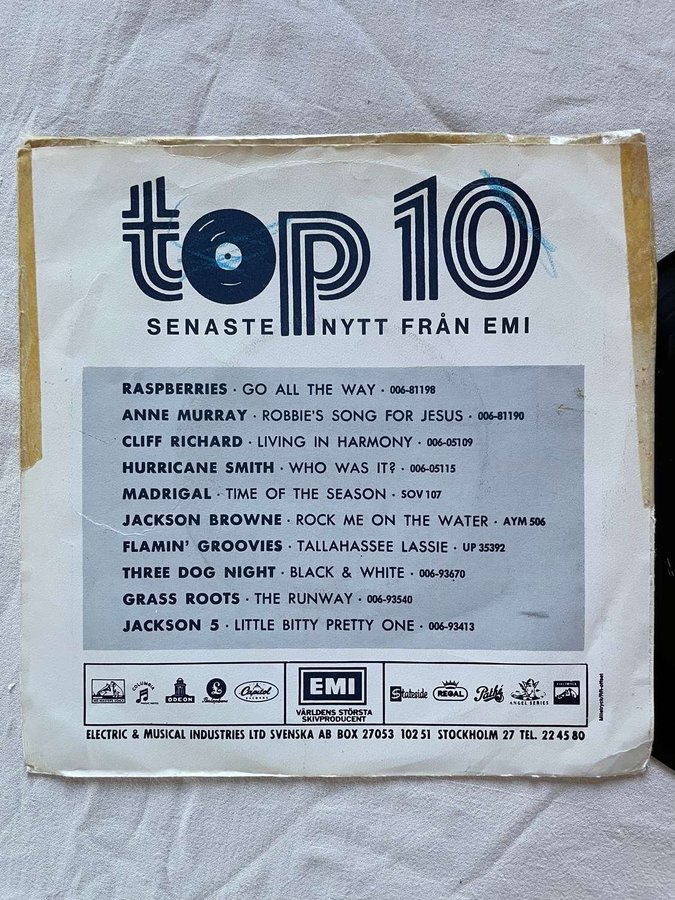 top 10
SENASTE NYTT FRÅN EMI
RASPBERRIES · GO ALL THE WAY · 006-81198
ANNE MURRAY · ROBBIE'S SONG FOR JESUS · 006-81190
CLIFF RICHARD · LIVING IN HARMONY · 006-05109
HURRICANE SMITH · WHO WAS IT? · 006-05115
MADRIGAL · TIME OF THE SEASON · SOV 107
JACKSON BROWNE · ROCK ME ON THE WATER · AYM 506
FLAMIN' GROOVIES · TALLAHASSEE LASSIE · UP 35392
THREE DOG NIGHT · BLACK & WHITE · 006-93670
GRASS ROOTS · THE RUNWAY · 006-93540
JACKSON 5 · LITTLE BITTY PRETTY ONE · 006-93413
COLUMBIA
ODEON
Parlophone
Capitol
EMI
VÄRLDENS STÖRSTA
SKIVPRODUCENT
Stateside
REGAL
Pathé
ANGEL SERIES
ELECTRIC & MUSICAL INDUSTRIES LTD SVENSKA AB BOX 27053 102 51 STOCKHOLM 27 TEL. 22 45 80